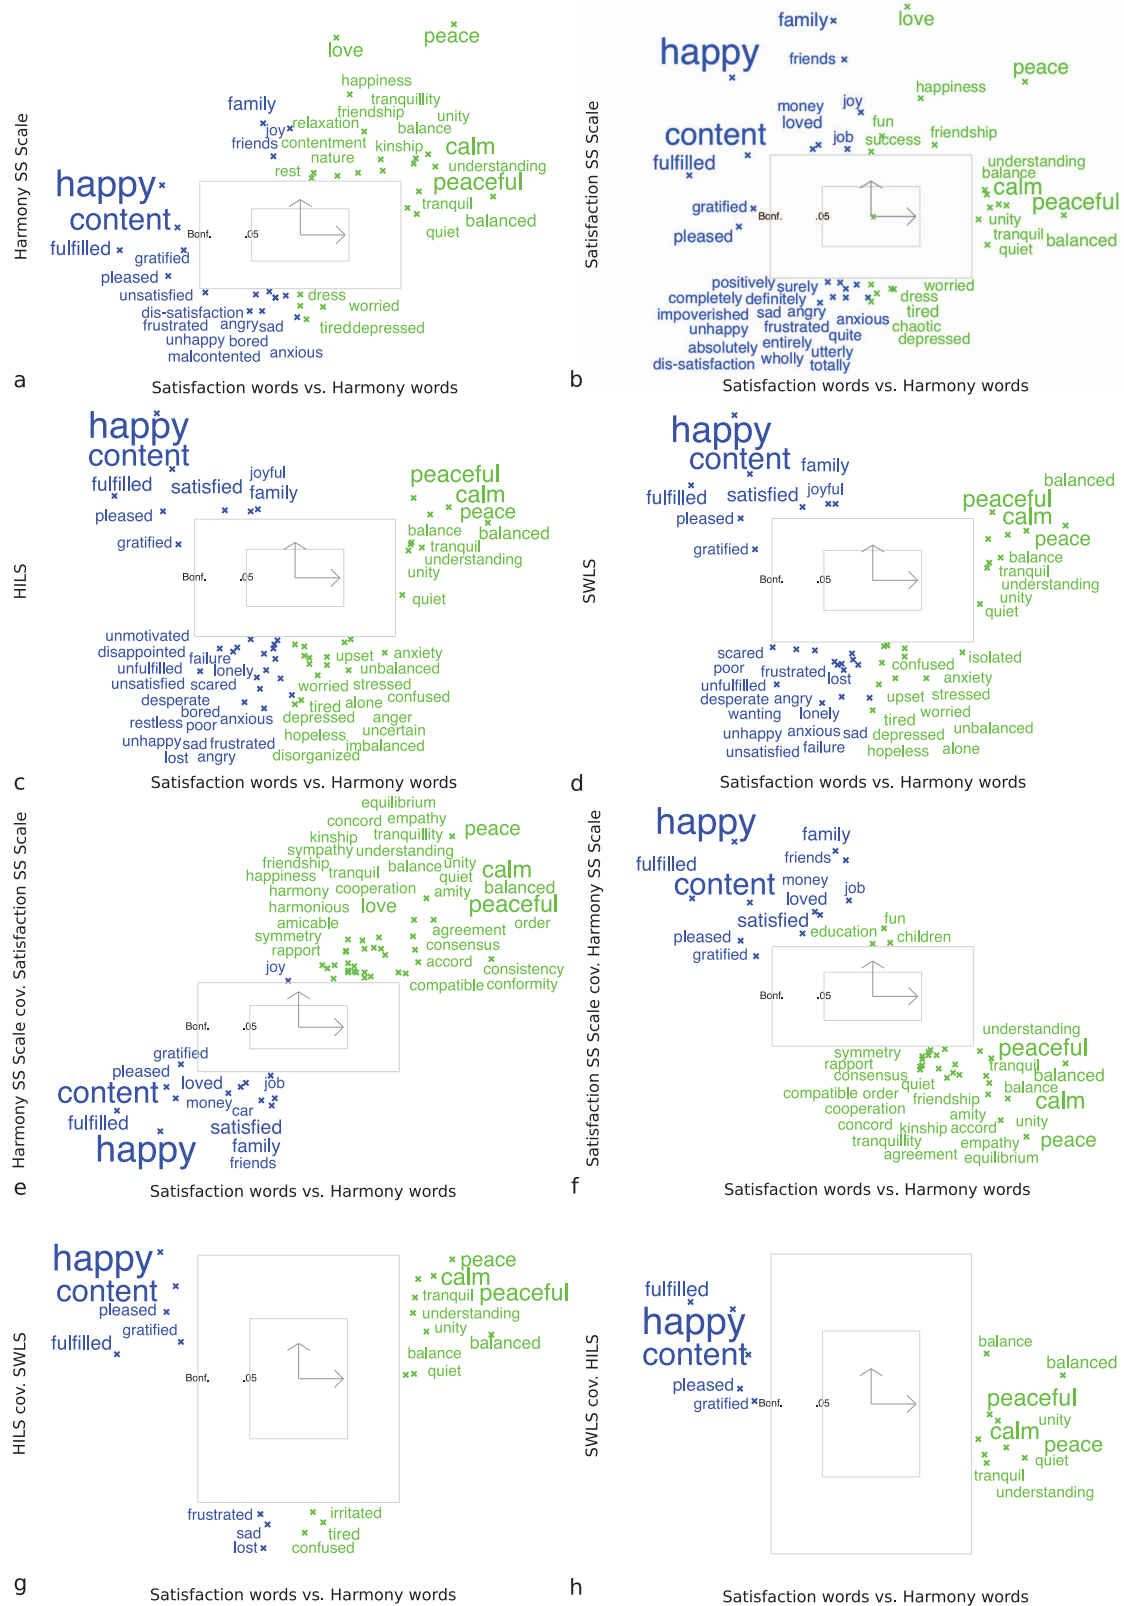 Harmony SS Scale
peace
love
happiness
tranquillity
family
friendship
unity
joy
relaxation
balance
friends
contentment
kinship
calm
nature
understanding
rest
happy
peaceful
content
tranquil
balanced
Bonf.
.05
quiet
fulfilled
gratified
pleased
unsatisfied
dress
worried
dis-satisfaction
frustrated
angry
sad
tired
depressed
unhappy
bored
malcontented
anxious
a
Satisfaction words vs. Harmony words
Satisfaction SS Scale
family
love
happy
friends
peace
happiness
money
joy
loved
fun
content
job
success
friendship
fulfilled
understanding
balance
calm
gratified
peaceful
Bonf.
.05
unity
pleased
tranquil
balanced
quiet
positively
surely
worried
completely
definitely
dress
impoverished
sad
angry
tired
anxious
unhappy
frustrated
quite
chaotic
absolutely
entirely
depressed
dis-satisfaction
wholly
utterly
totally
b
Satisfaction words vs. Harmony words
HILS
happy
content
joyful
peaceful
fulfilled
satisfied
family
calm
pleased
peace
balance
balanced
gratified
tranquil
understanding
Bonf.
.05
unity
quiet
unmotivated
disappointed
failure
upset
anxiety
unfulfilled
lonely
unbalanced
unsatisfied
scared
worried
stressed
desperate
tired
alone
confused
bored
restless
poor
anxious
depressed
anger
hopeless
uncertain
unhappy
sad
frustrated
imbalanced
lost
angry
disorganized
c
Satisfaction words vs. Harmony words
SWLS
happy
content
family
balanced
fulfilled
satisfied
joyful
peaceful
pleased
calm
peace
gratified
balance
tranquil
Bonf.
.05
understanding
unity
quiet
scared
isolated
poor
frustrated
confused
lost
anxiety
unfulfilled
desperate
angry
upset
stressed
wanting
lonely
worried
tired
unhappy
anxious
sad
depressed
unbalanced
unsatisfied
failure
hopeless
alone
d
Satisfaction words vs. Harmony words
Harmony SS Scale cov. Satisfaction SS Scale
equilibrium
concord
empathy
kinship
tranquillity
peace
sympathy
understanding
friendship
balance
unity
happiness
tranquil
quiet
calm
harmony
cooperation
amity
balanced
harmonious
love
peaceful
amicable
order
symmetry
agreement
rapport
consensus
joy
accord
consistency
compatible
conformity
Bonf.
.05
gratified
pleased
content
loved
job
money
car
fulfilled
satisfied
happy
family
friends
e
Satisfaction words vs. Harmony words
Satisfaction SS Scale cov. Harmony SS Scale
happy
family
fulfilled
friends
content
money
job
loved
satisfied
fun
pleased
education
children
gratified
Bonf.
.05
understanding
symmetry
peaceful
rapport
tranquil
consensus
balanced
quiet
balance
compatible
order
friendship
calm
cooperation
amity
concord
kinship
accord
unity
tranquillity
empathy
peace
agreement
equilibrium
f
Satisfaction words vs. Harmony words
HILS cov. SWLS
happy
peace
content
calm
tranquil
peaceful
pleased
understanding
gratified
unity
fulfilled
balanced
balance
Bonf.
.05
quiet
frustrated
irritated
sad
tired
lost
confused
g
Satisfaction words vs. Harmony words
SWLS cov. HILS
fulfilled
happy
balance
content
balanced
pleased
peaceful
gratified
Bonf.
.05
unity
calm
peace
quiet
tranquil
understanding
h
Satisfaction words vs. Harmony words